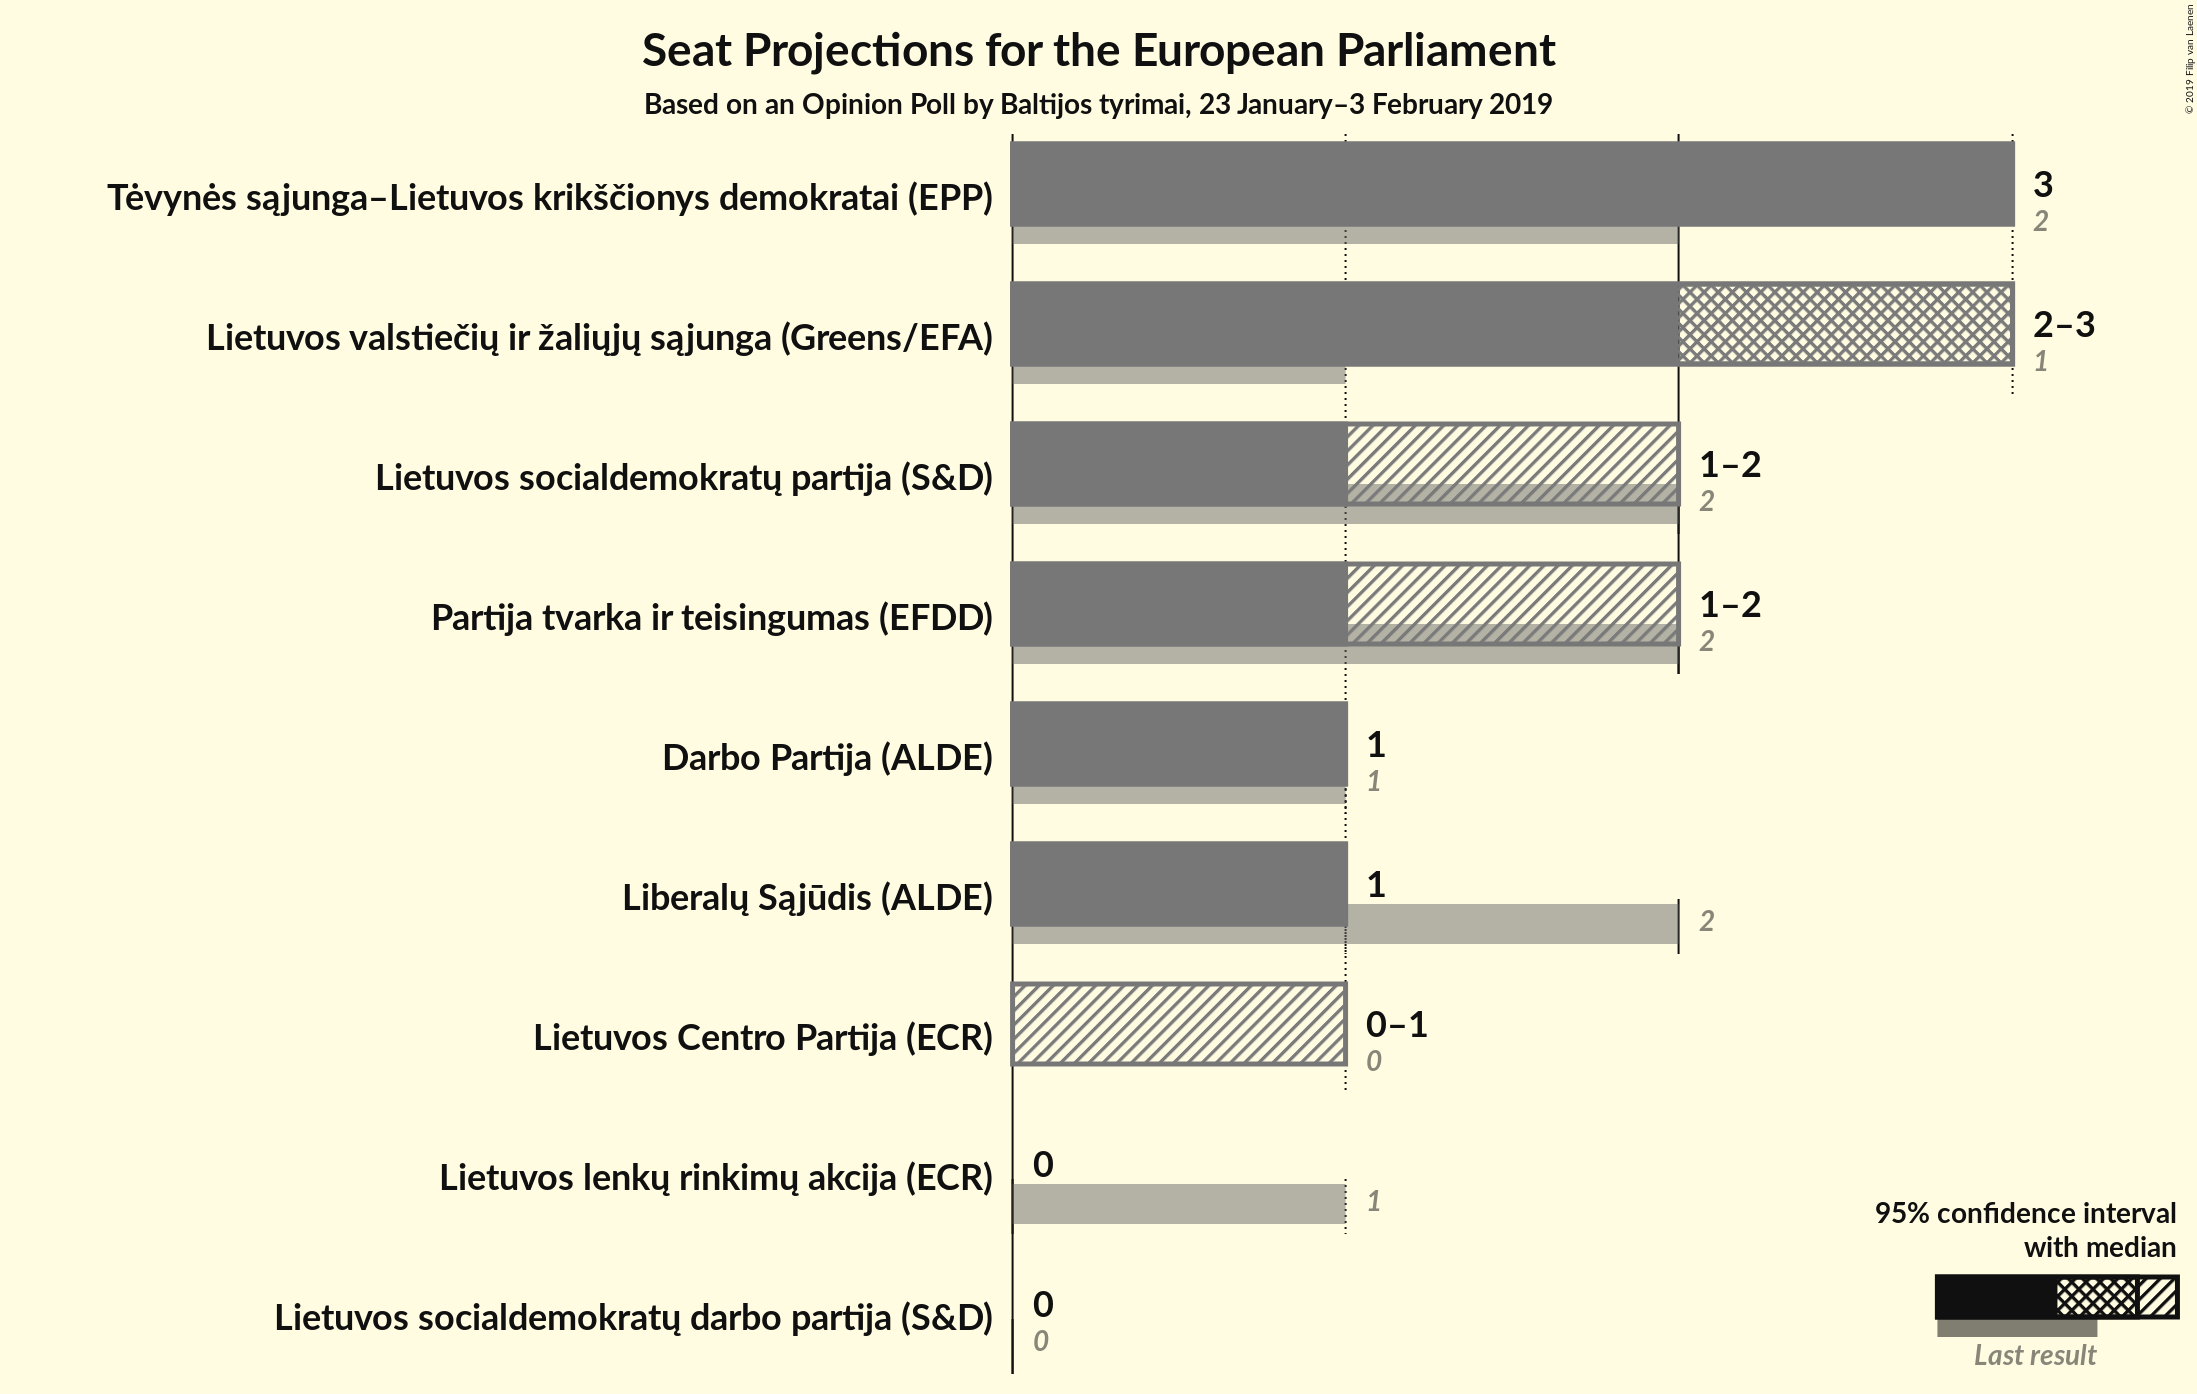 Seat Projections for the European Parliament
Based on an Opinion Poll by Baltijos tyrimai, 23 January–3 February 2019
© 2019 Filip van Laenen
Tėvynės sąjunga–Lietuvos krikščionys demokratai (EPP)
3
2
Lietuvos valstiečių ir žaliųjų sąjunga (Greens/EFA)
2–3
1
Lietuvos socialdemokratų partija (S&D)
1–2
2
Partija tvarka ir teisingumas (EFDD)
1–2
2
Darbo Partija (ALDE)
1
1
Liberalų Sąjūdis (ALDE)
1
2
Lietuvos Centro Partija (ECR)
0–1
0
Lietuvos lenkų rinkimų akcija (ECR)
0
1
Lietuvos socialdemokratų darbo partija (S&D)
0
0
95% confidence interval
with median
Last result